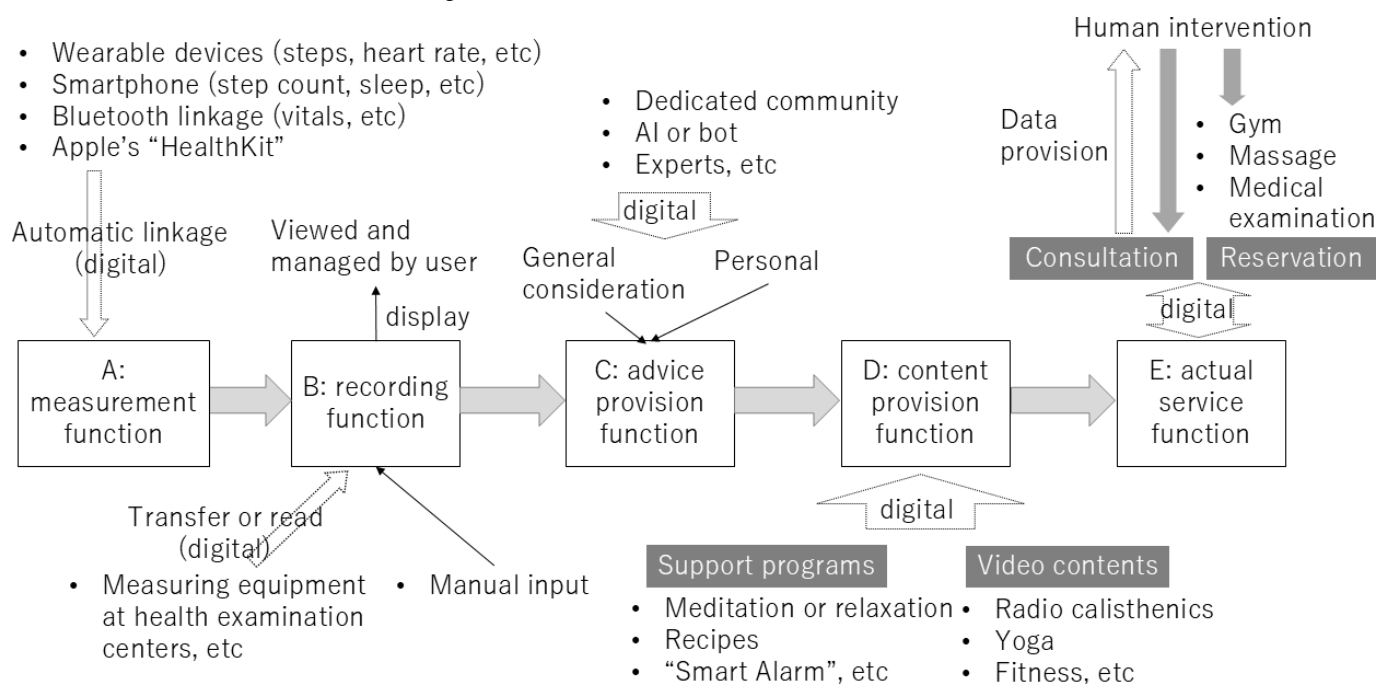 • Wearable devices (steps, heart rate, etc)
• Smartphone (step count, sleep, etc)
• Bluetooth linkage (vitals, etc)
• Apple's “HealthKit”
Automatic linkage
(digital)
Viewed and
managed by user
display
• Dedicated community
• AI or bot
• Experts, etc
digital
General
consideration
Personal
Human intervention
Data
provision
• Gym
• Massage
• Medical
examination
Consultation
Reservation
digital
A:
measurement
function
B: recording
function
C: advice
provision
function
D: content
provision
function
E: actual
service
function
Transfer or read
(digital)
• Measuring equipment
at health examination
centers, etc
• Manual input
digital
Support programs
• Meditation or relaxation
• Recipes
• “Smart Alarm”, etc
Video contents
• Radio calisthenics
• Yoga
• Fitness, etc